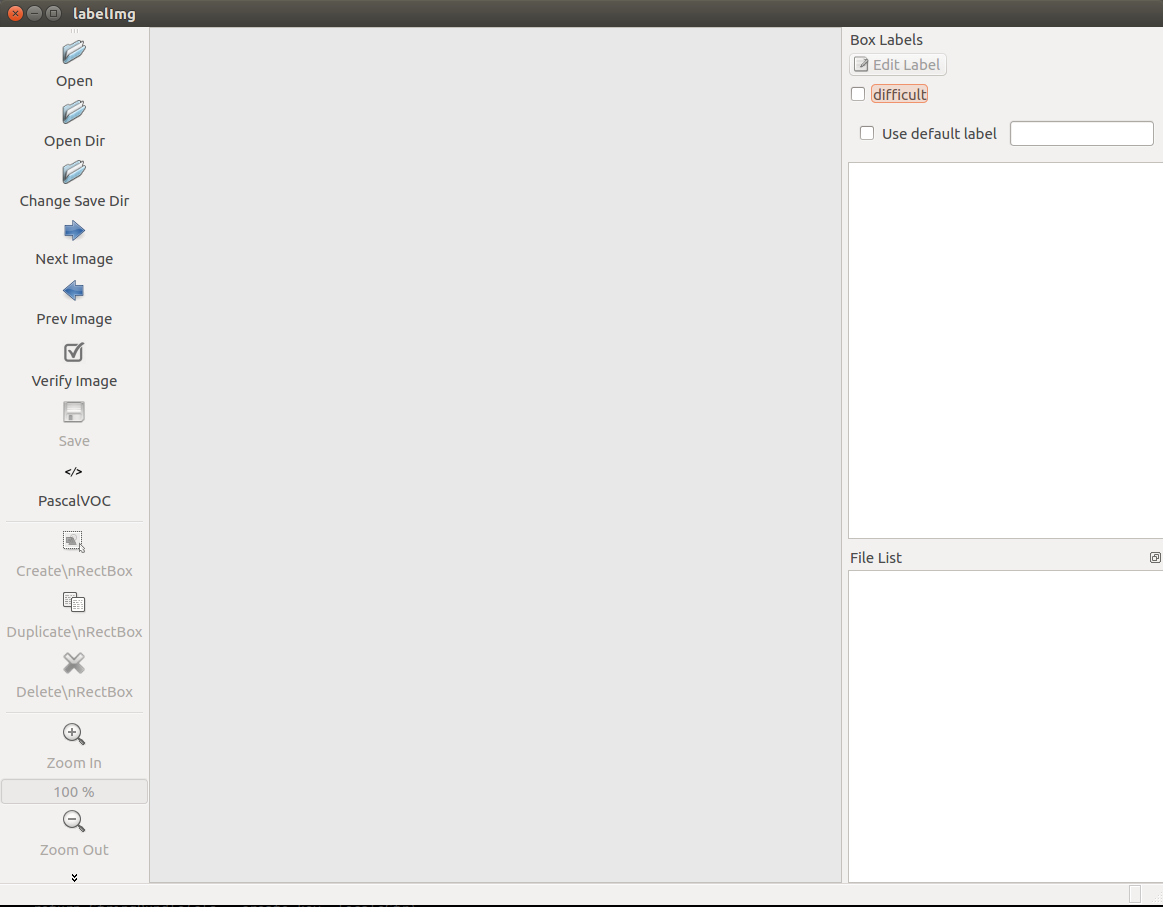 labelImg
Open
Open Dir
Change Save Dir
Next Image
Prev Image
Verify Image
Save
</>
PascalVOC
Create\nRectBox
Duplicate\nRectBox
Delete\nRectBox
Zoom In
100 %
Zoom Out
Box Labels
Edit Label
difficult
Use default label
File List